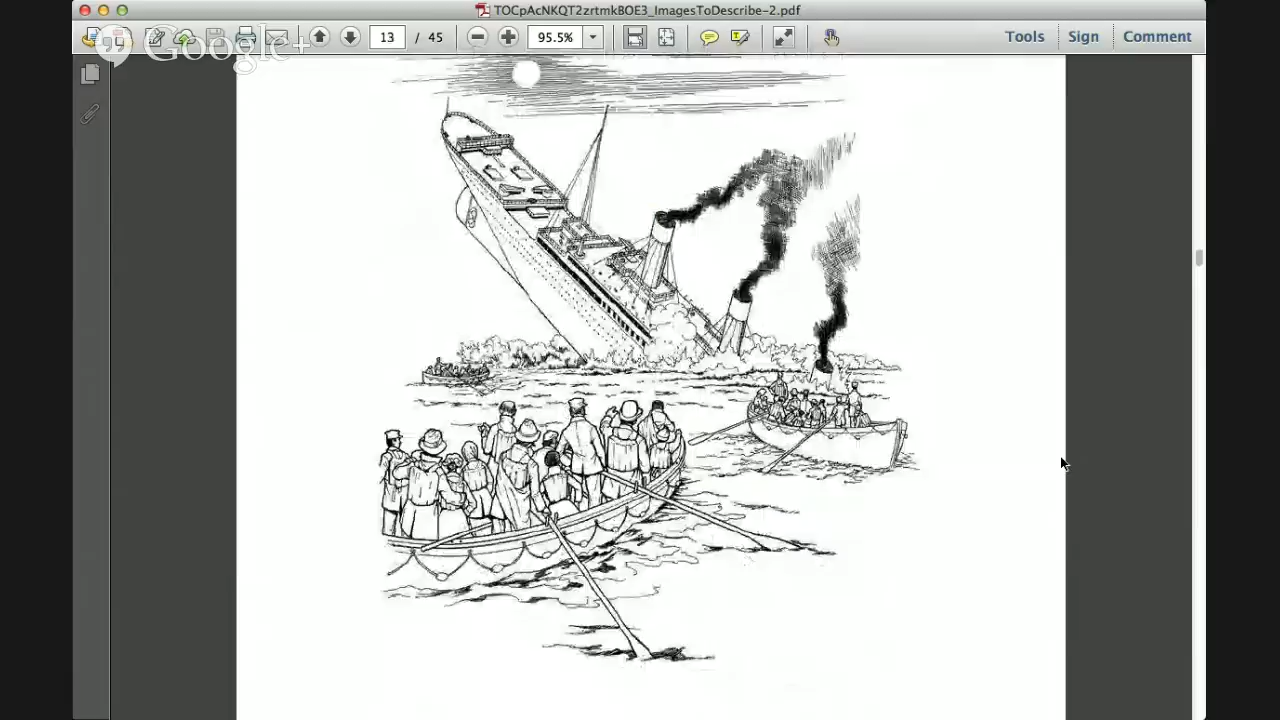 TOCpAcNKQT2zrtmkBOE3_ImagesToDescribe-2.pdf
Google+
13 / 45
95.5%
Tools
Sign
Comment